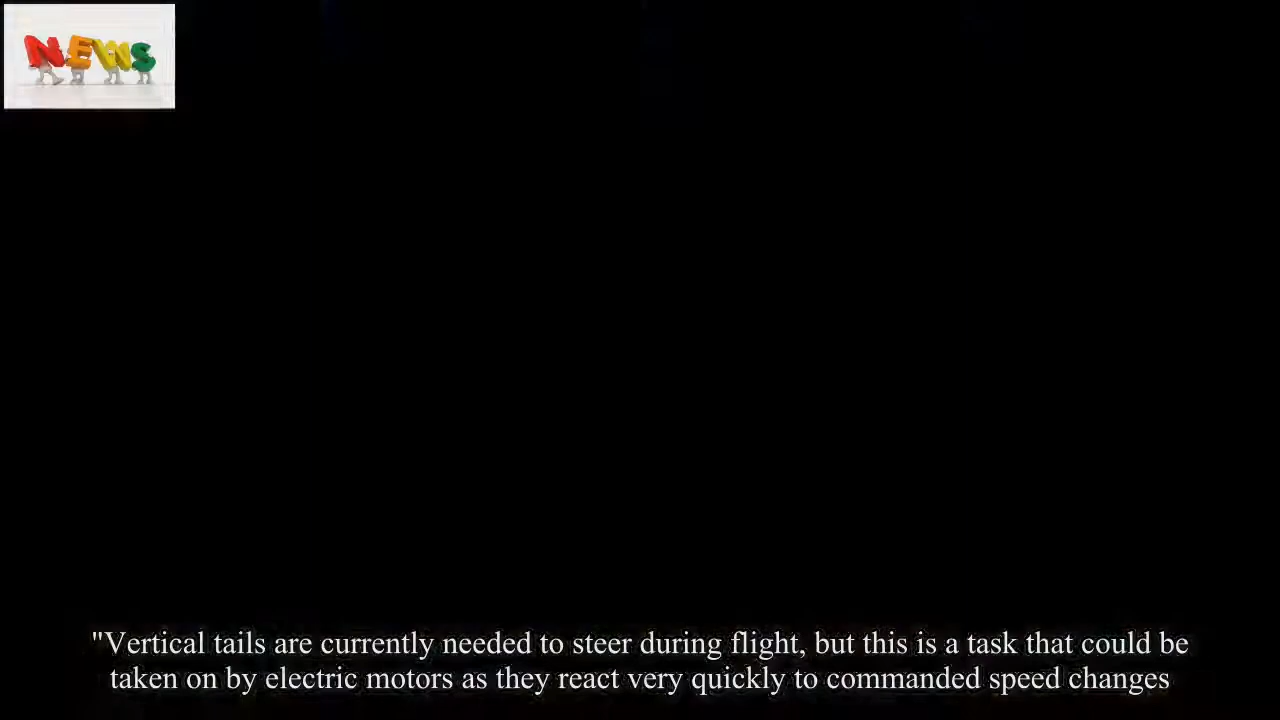 NEWS
"Vertical tails are currently needed to steer during flight, but this is a task that could be
taken on by electric motors as they react very quickly to commanded speed changes